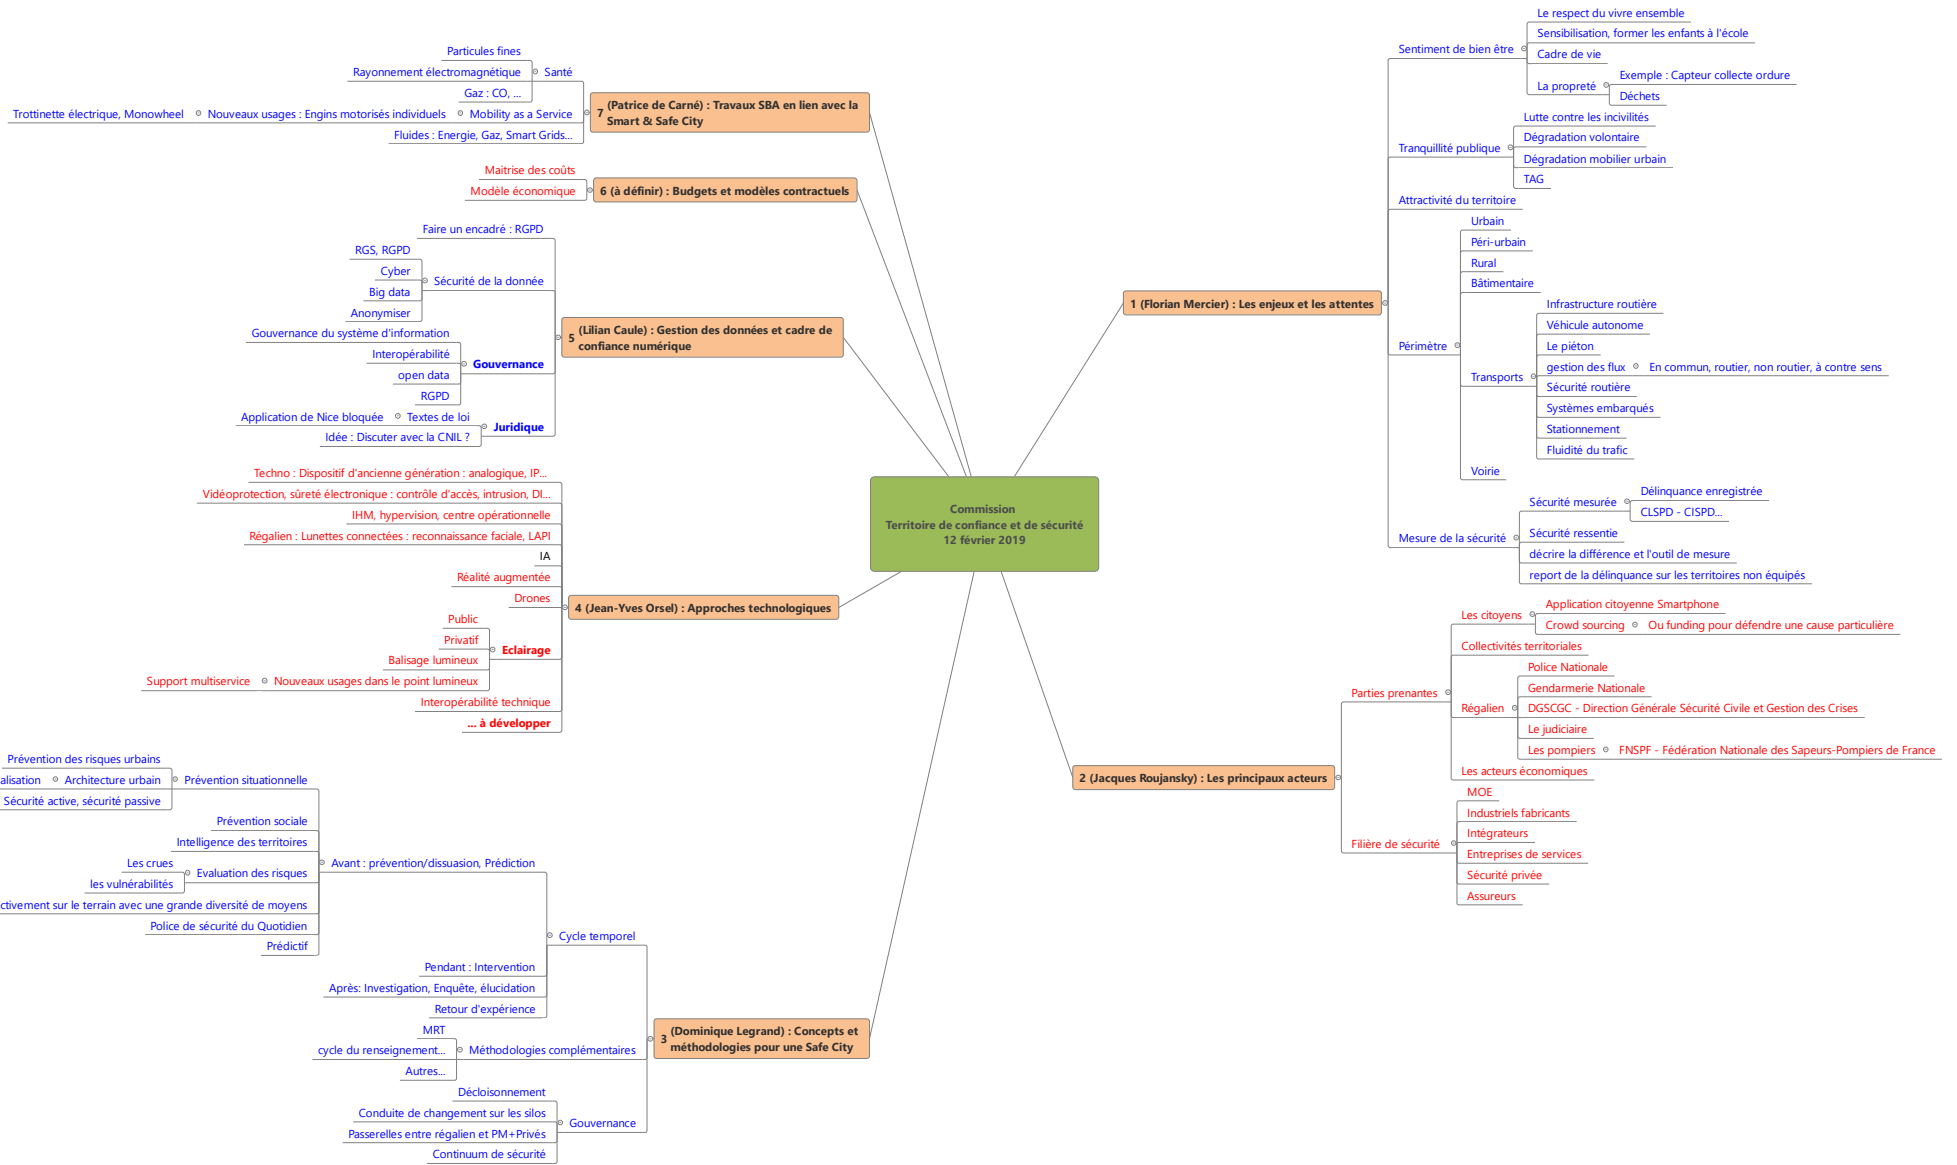 Commission
Territoire de confiance et de sécurité
12 février 2019
1 (Florian Mercier) : Les enjeux et les attentes
Sentiment de bien être
Le respect du vivre ensemble
Sensibilisation, former les enfants à l'école
Cadre de vie
La propreté
Exemple : Capteur collecte ordure
Déchets
Tranquillité publique
Lutte contre les incivilités
Dégradation volontaire
Dégradation mobilier urbain
TAG
Attractivité du territoire
Périmètre
Urbain
Péri-urbain
Rural
Bâtimentaire
Transports
Infrastructure routière
Véhicule autonome
Le piéton
gestion des flux
En commun, routier, non routier, à contre sens
Sécurité routière
Systèmes embarqués
Stationnement
Fluidité du trafic
Voirie
Mesure de la sécurité
Sécurité mesurée
Délinquance enregistrée
CLSPD - CISPD...
Sécurité ressentie
décrire la différence et l'outil de mesure
report de la délinquance sur les territoires non équipés
2 (Jacques Roujansky) : Les principaux acteurs
Parties prenantes
Les citoyens
Application citoyenne Smartphone
Crowd sourcing
Ou funding pour défendre une cause particulière
Collectivités territoriales
Régalien
Police Nationale
Gendarmerie Nationale
DGSCGC - Direction Générale Sécurité Civile et Gestion des Crises
Le judiciaire
Les pompiers
FNSPF - Fédération Nationale des Sapeurs-Pompiers de France
Les acteurs économiques
Filière de sécurité
MOE
Industriels fabricants
Intégrateurs
Entreprises de services
Sécurité privée
Assureurs
3 (Dominique Legrand) : Concepts et
méthodologies pour une Safe City
Cycle temporel
Avant : prévention/dissuasion, Prédiction
Prévention situationnelle
Prévention des risques urbains
Architecture urbain
alisation
Sécurité active, sécurité passive
Prévention sociale
Intelligence des territoires
Evaluation des risques
Les crues
les vulnérabilités
ctivement sur le terrain avec une grande diversité de moyens
Police de sécurité du Quotidien
Prédictif
Pendant : Intervention
Après: Investigation, Enquête, élucidation
Retour d'expérience
Méthodologies complémentaires
MRT
cycle du renseignement...
Autres...
Gouvernance
Décloisonnement
Conduite de changement sur les silos
Passerelles entre régalien et PM+Privés
Continuum de sécurité
4 (Jean-Yves Orsel) : Approches technologiques
Techno : Dispositif d'ancienne génération : analogique, IP...
Vidéoprotection, sûreté électronique : contrôle d'accès, intrusion, DI...
IHM, hypervision, centre opérationnelle
Régalien : Lunettes connectées : reconnaissance faciale, LAPI
IA
Réalité augmentée
Drones
Eclairage
Public
Privatif
Balisage lumineux
Nouveaux usages dans le point lumineux
Support multiservice
Interopérabilité technique
... à développer
5 (Lilian Caule) : Gestion des données et cadre de
confiance numérique
Faire un encadré : RGPD
Sécurité de la donnée
RGS, RGPD
Cyber
Big data
Anonymiser
Gouvernance
Gouvernance du système d'information
Interopérabilité
open data
RGPD
Juridique
Textes de loi
Application de Nice bloquée
Idée : Discuter avec la CNIL ?
6 (à définir) : Budgets et modèles contractuels
Maitrise des coûts
Modèle économique
7 (Patrice de Carné) : Travaux SBA en lien avec la
Smart & Safe City
Santé
Particules fines
Rayonnement électromagnétique
Gaz : CO, ...
Mobility as a Service
Nouveaux usages : Engins motorisés individuels
Trottinette électrique, Monowheel
Fluides : Energie, Gaz, Smart Grids...